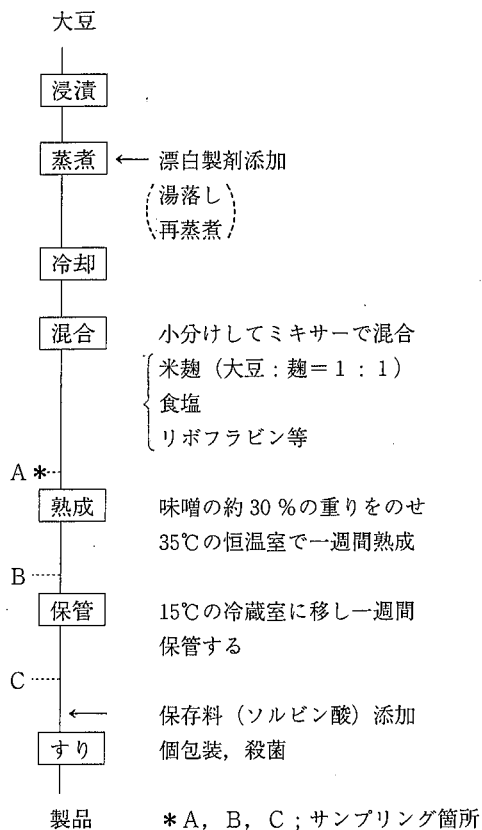 大豆
浸漬
蒸煮 ← 漂白製剤添加
湯落し
再蒸煮
冷却
混合 小分けしてミキサーで混合
米麹(大豆:麹=1:1)
食塩
リボフラビン等
A *
熟成 味噌の約30%の重りをのせ
35℃の恒温室で一週間熟成
B
保管 15℃の冷蔵室に移し一週間
保管する
C
← 保存料(ソルビン酸)添加
すり 個包装,殺菌
製品 *A,B,C;サンプリング箇所